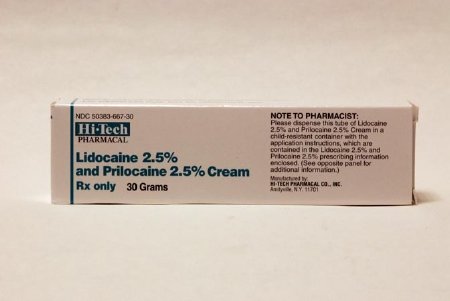 NDC 50383-667-30
Hi·Tech
PHARMACAL
Lidocaine 2.5%
and Prilocaine 2.5% Cream
Rx only 30 Grams
NOTE TO PHARMACIST:
Please dispense this tube of Lidocaine
2.5% and Prilocaine 2.5% Cream in a
child-resistant container with the
application instructions, which are
contained in the Lidocaine 2.5% and
Prilocaine 2.5% prescribing information
enclosed. (See opposite panel for
additional information.)
Manufactured by:
HI-TECH PHARMACAL CO., INC.
Amityville, N.Y. 11701